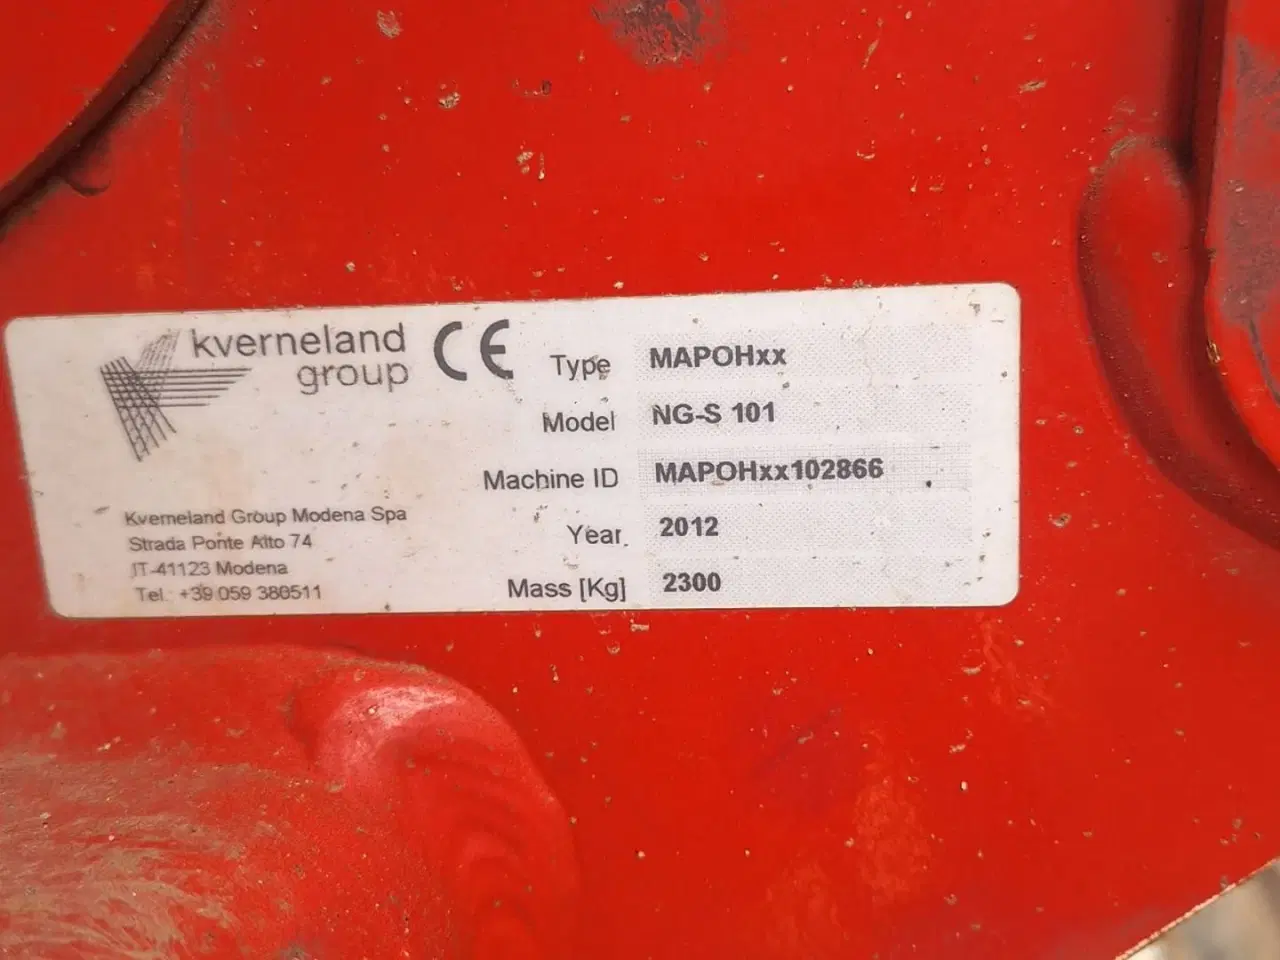 kverneland
group
CE
Type MAPOHxx
Model NG-S 101
Machine ID MAPOHxx102866
Year 2012
Mass [Kg] 2300
Kverneland Group Modena Spa
Strada Ponte Alto 74
IT-41123 Modena
Tel.: +39 059 380511